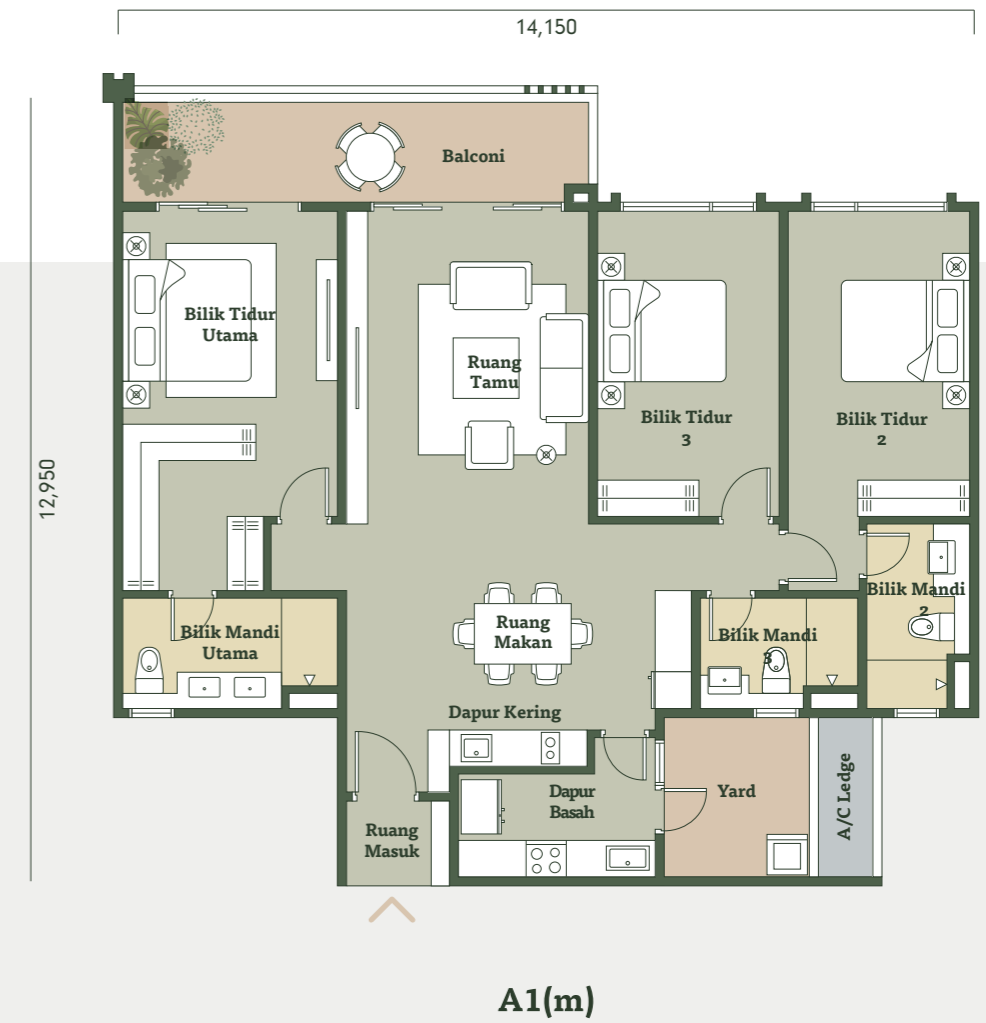 14,150
12,950
Balconi
Bilik Tidur
Utama
Ruang
Tamu
Bilik Tidur
3
Bilik Tidur
2
Bilik Mandi
Utama
Ruang
Makan
Bilik Mandi
3
Bilik Mandi
2
Dapur Kering
Dapur
Basah
Yard
A/C Ledge
Ruang
Masuk
A1(m)